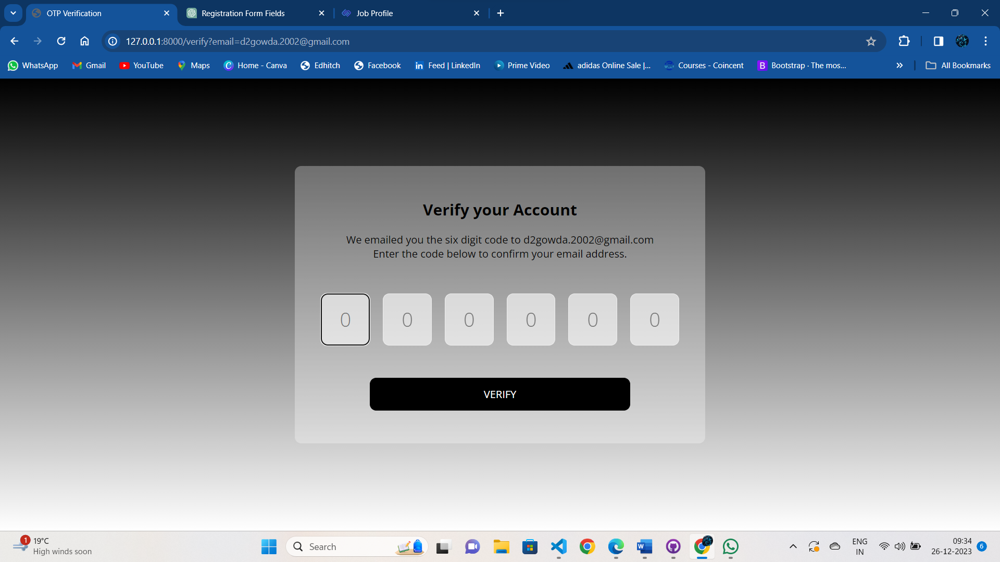 OTP Verification
Registration Form Fields
Job Profile
127.0.0.1:8000/verify?email=d2gowda.2002@gmail.com
WhatsApp
Gmail
YouTube
Maps
Home - Canva
Edhitch
Facebook
Feed | LinkedIn
Prime Video
adidas Online Sale |...
Courses - Coincent
Bootstrap · The mos...
All Bookmarks
Verify your Account
We emailed you the six digit code to d2gowda.2002@gmail.com
Enter the code below to confirm your email address.
0 0 0 0 0 0
VERIFY
1
19°C
High winds soon
Search
ENG
IN
09:34
26-12-2023
6